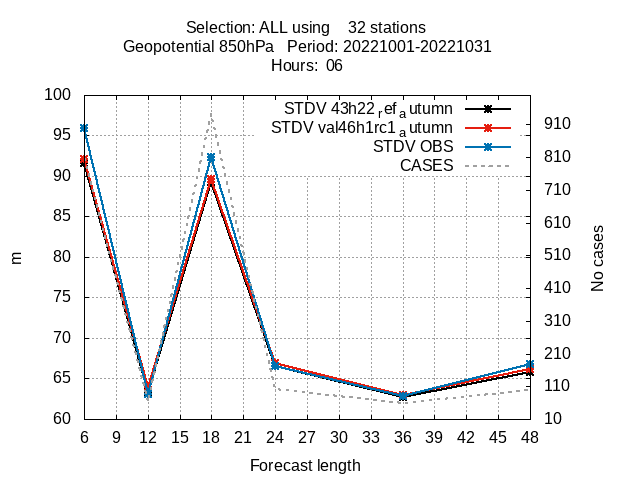 Selection: ALL using 32 stations
Geopotential 850hPa Period: 20221001-20221031
Hours: 06
STDV 43h22ref_autumn
STDV val46h1rc1_autumn
STDV OBS
CASES
100
95
90
85
80
75
70
65
60
m
910
810
710
610
510
410
310
210
110
10
No cases
6 9 12 15 18 21 24 27 30 33 36 39 42 45 48
Forecast length